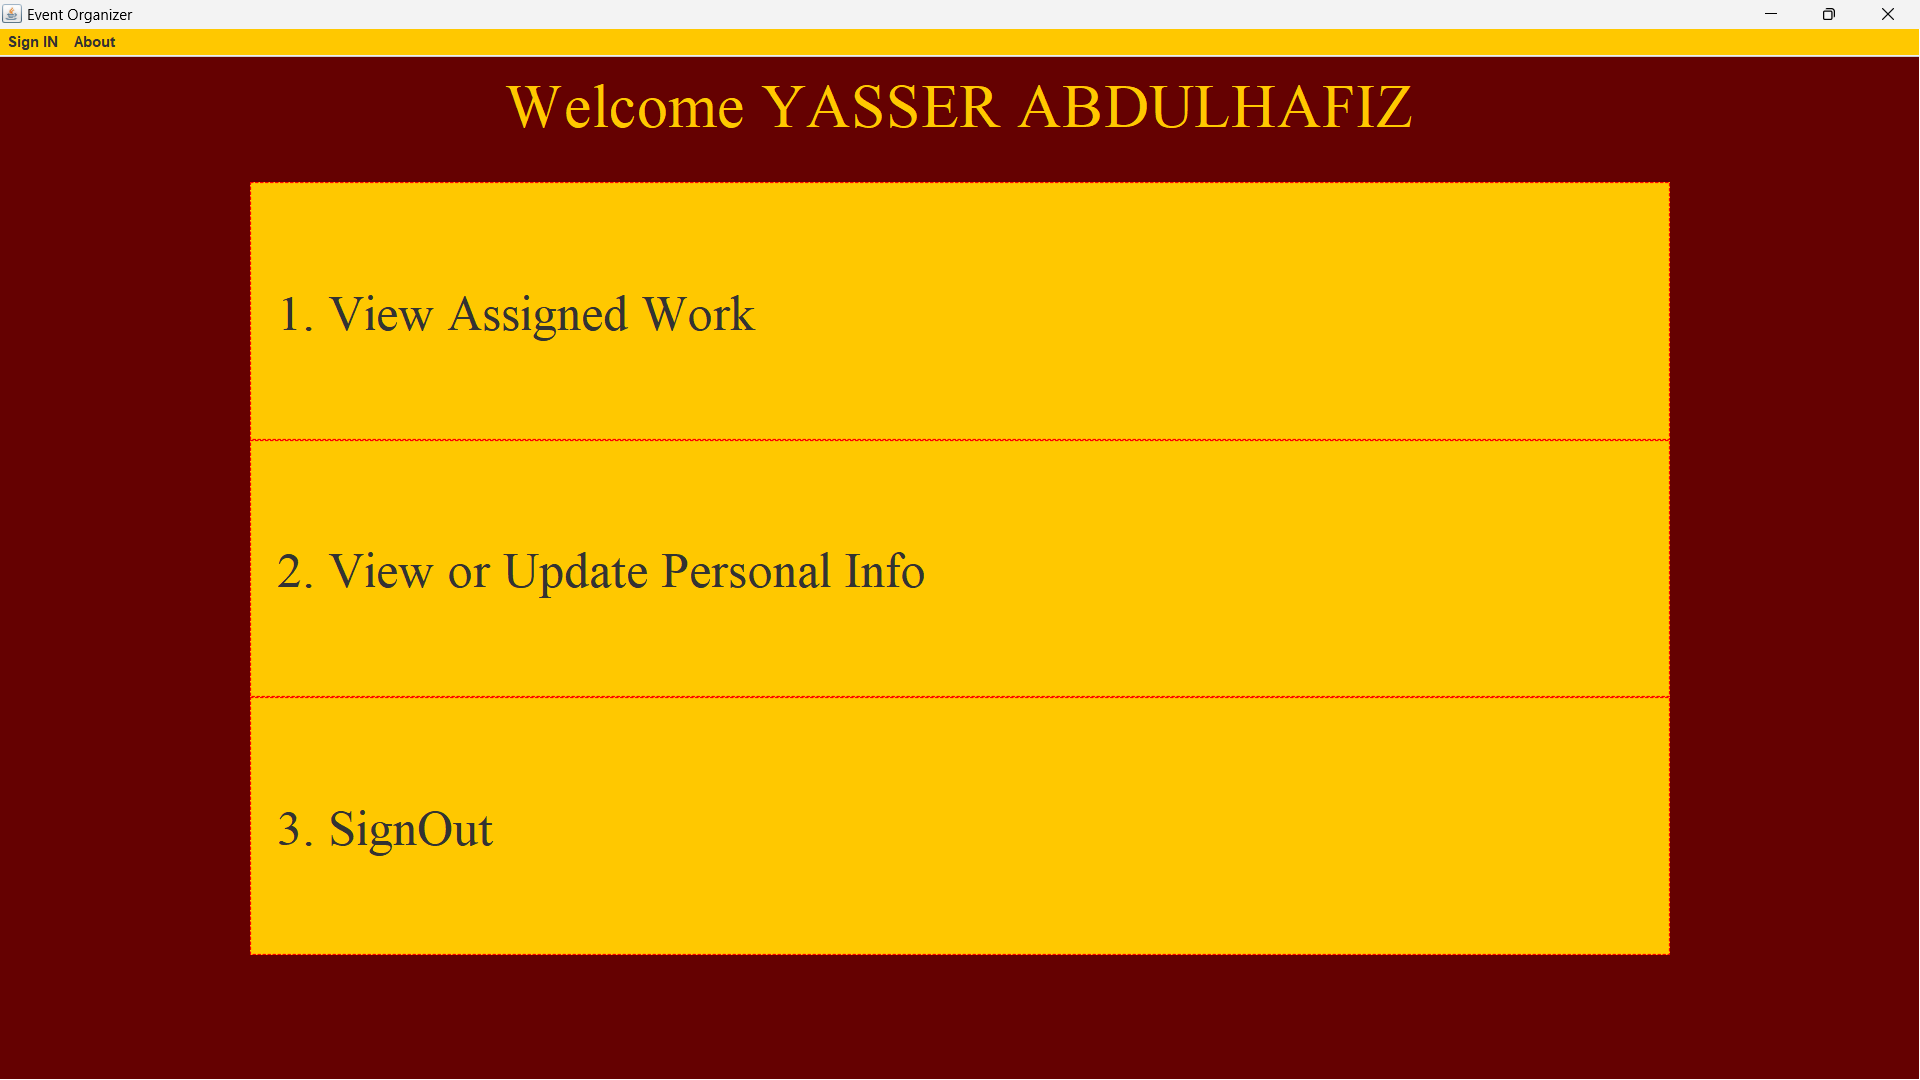 Event Organizer
Sign IN About
Welcome YASSER ABDULHAFIZ
1. View Assigned Work
2. View or Update Personal Info
3. SignOut